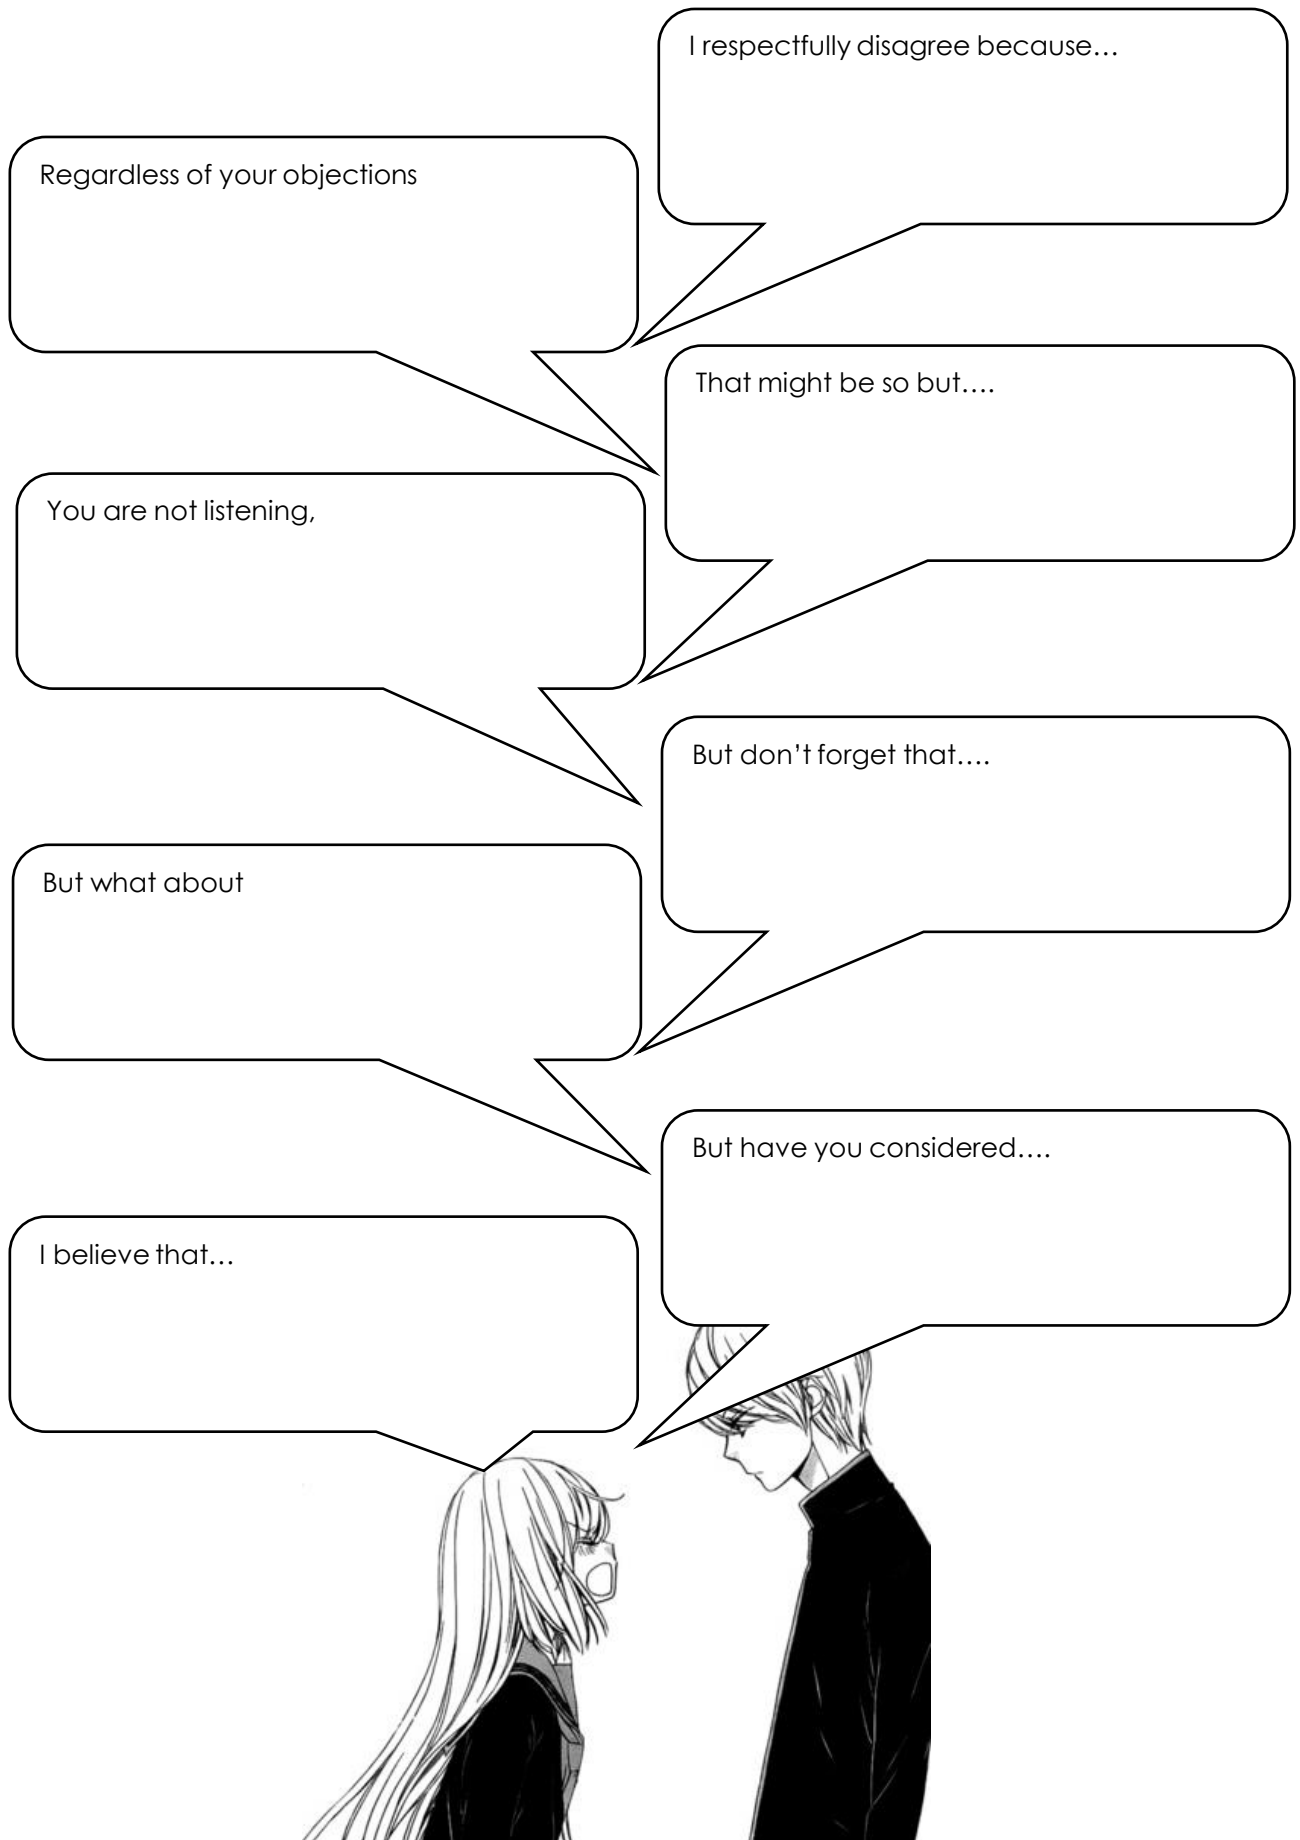 I respectfully disagree because…
Regardless of your objections
That might be so but….
You are not listening,
But don’t forget that….
But what about
But have you considered….
I believe that…